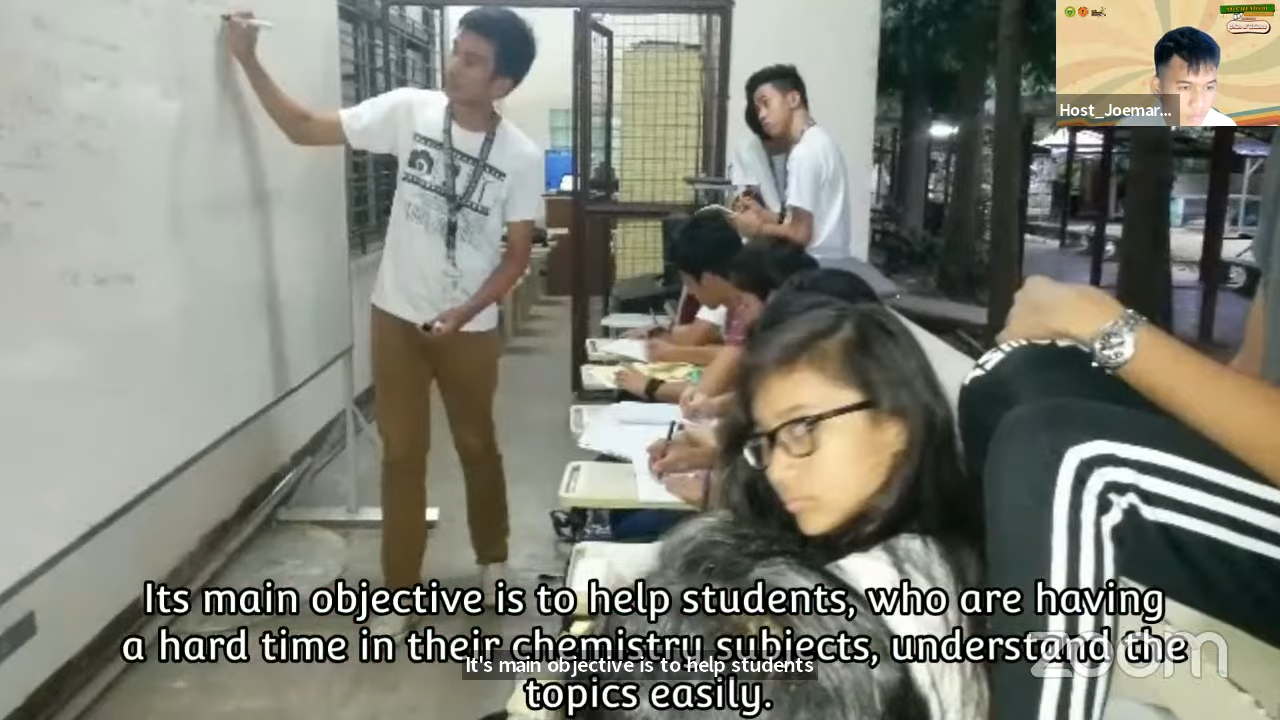 Host_Joemar...
Its main objective is to help students, who are having
a hard time in their chemistry subjects, understand the
topics easily.
It's main objective is to help students
zoom